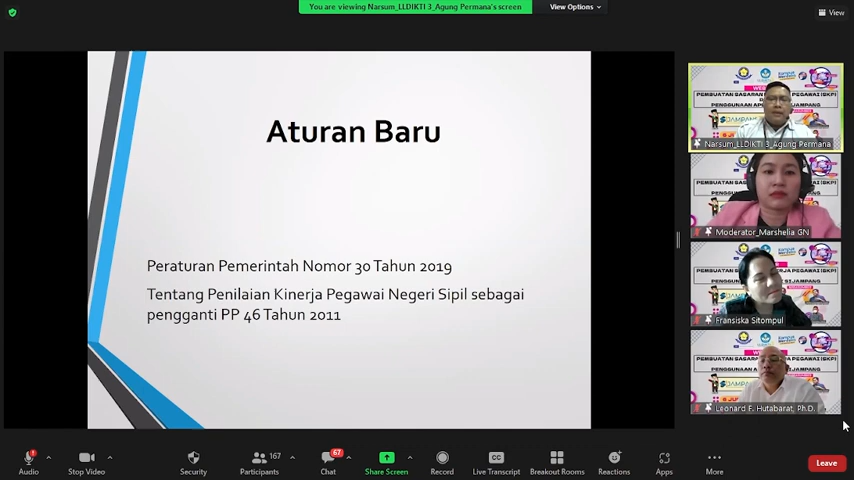 You are viewing Narsum_LLDIKTI 3_Agung Permana's screen
View Options
View
Aturan Baru
Peraturan Pemerintah Nomor 30 Tahun 2019
Tentang Penilaian Kinerja Pegawai Negeri Sipil sebagai
pengganti PP 46 Tahun 2011
Narsum_LLDIKTI 3_Agung Permana
Moderator_Marshelia GN
Fransiska Sitompul
Leonard F. Hutabarat, Ph.D.
Audio
Stop Video
Security
167
Participants
67
Chat
Share Screen
Record
CC
Live Transcript
Breakout Rooms
Reactions
Apps
More
Leave